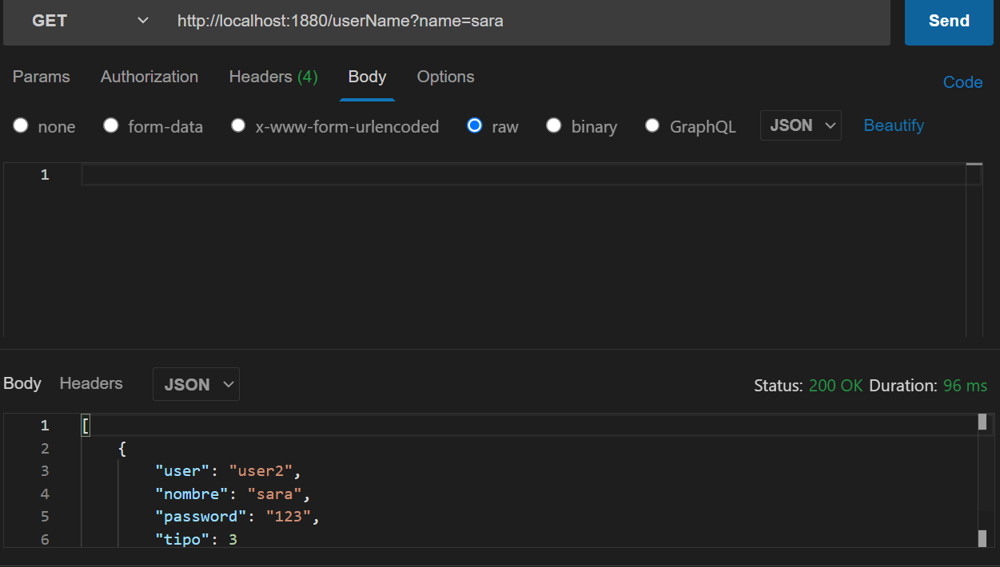 GET http://localhost:1880/userName?name=sara Send
Params Authorization Headers (4) Body Options Code
none form-data x-www-form-urlencoded raw binary GraphQL JSON Beautify
1
Body Headers JSON Status: 200 OK Duration: 96 ms
1 [
2 {
3 "user": "user2",
4 "nombre": "sara",
5 "password": "123",
6 "tipo": 3